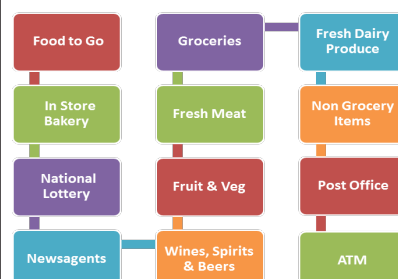 Food to Go
In Store
Bakery
National
Lottery
Newsagents
Wines, Spirits
& Beers
Fruit & Veg
Fresh Meat
Groceries
Fresh Dairy
Produce
Non Grocery
Items
Post Office
ATM